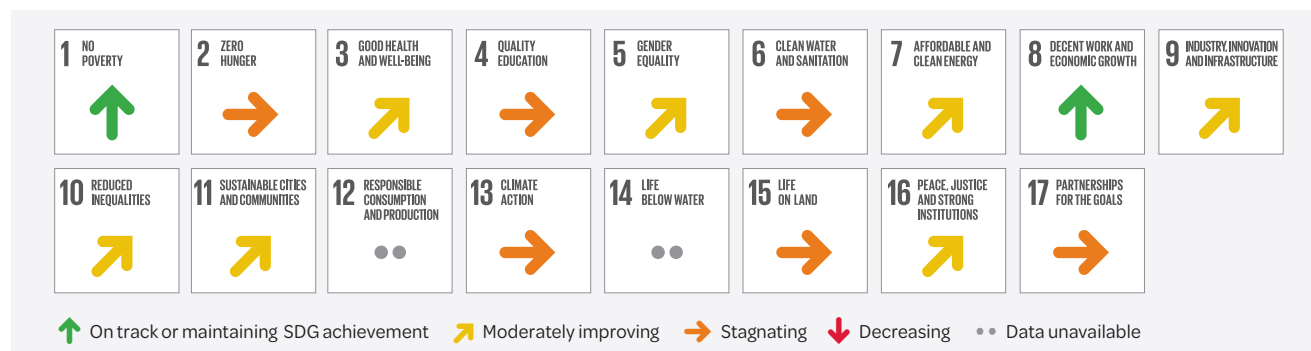 1 NO
POVERTY
2 ZERO
HUNGER
3 GOOD HEALTH
AND WELL-BEING
4 QUALITY
EDUCATION
5 GENDER
EQUALITY
6 CLEAN WATER
AND SANITATION
7 AFFORDABLE AND
CLEAN ENERGY
8 DECENT WORK AND
ECONOMIC GROWTH
9 INDUSTRY, INNOVATION
AND INFRASTRUCTURE
10 REDUCED
INEQUALITIES
11 SUSTAINABLE CITIES
AND COMMUNITIES
12 RESPONSIBLE
CONSUMPTION
AND PRODUCTION
13 CLIMATE
ACTION
14 LIFE
BELOW WATER
15 LIFE
ON LAND
16 PEACE, JUSTICE
AND STRONG
INSTITUTIONS
17 PARTNERSHIPS
FOR THE GOALS
On track or maintaining SDG achievement
Moderately improving
Stagnating
Decreasing
Data unavailable